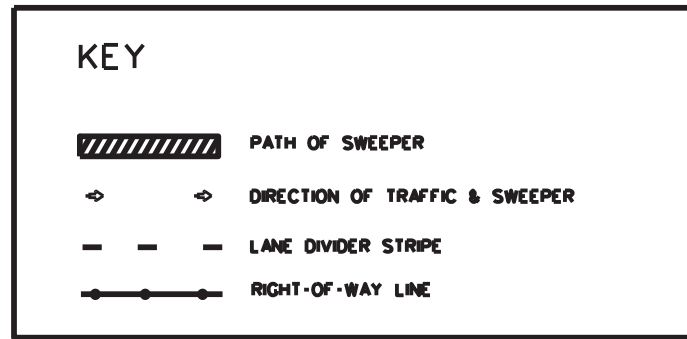 KEY
PATH OF SWEEPER
DIRECTION OF TRAFFIC & SWEEPER
LANE DIVIDER STRIPE
RIGHT-OF-WAY LINE